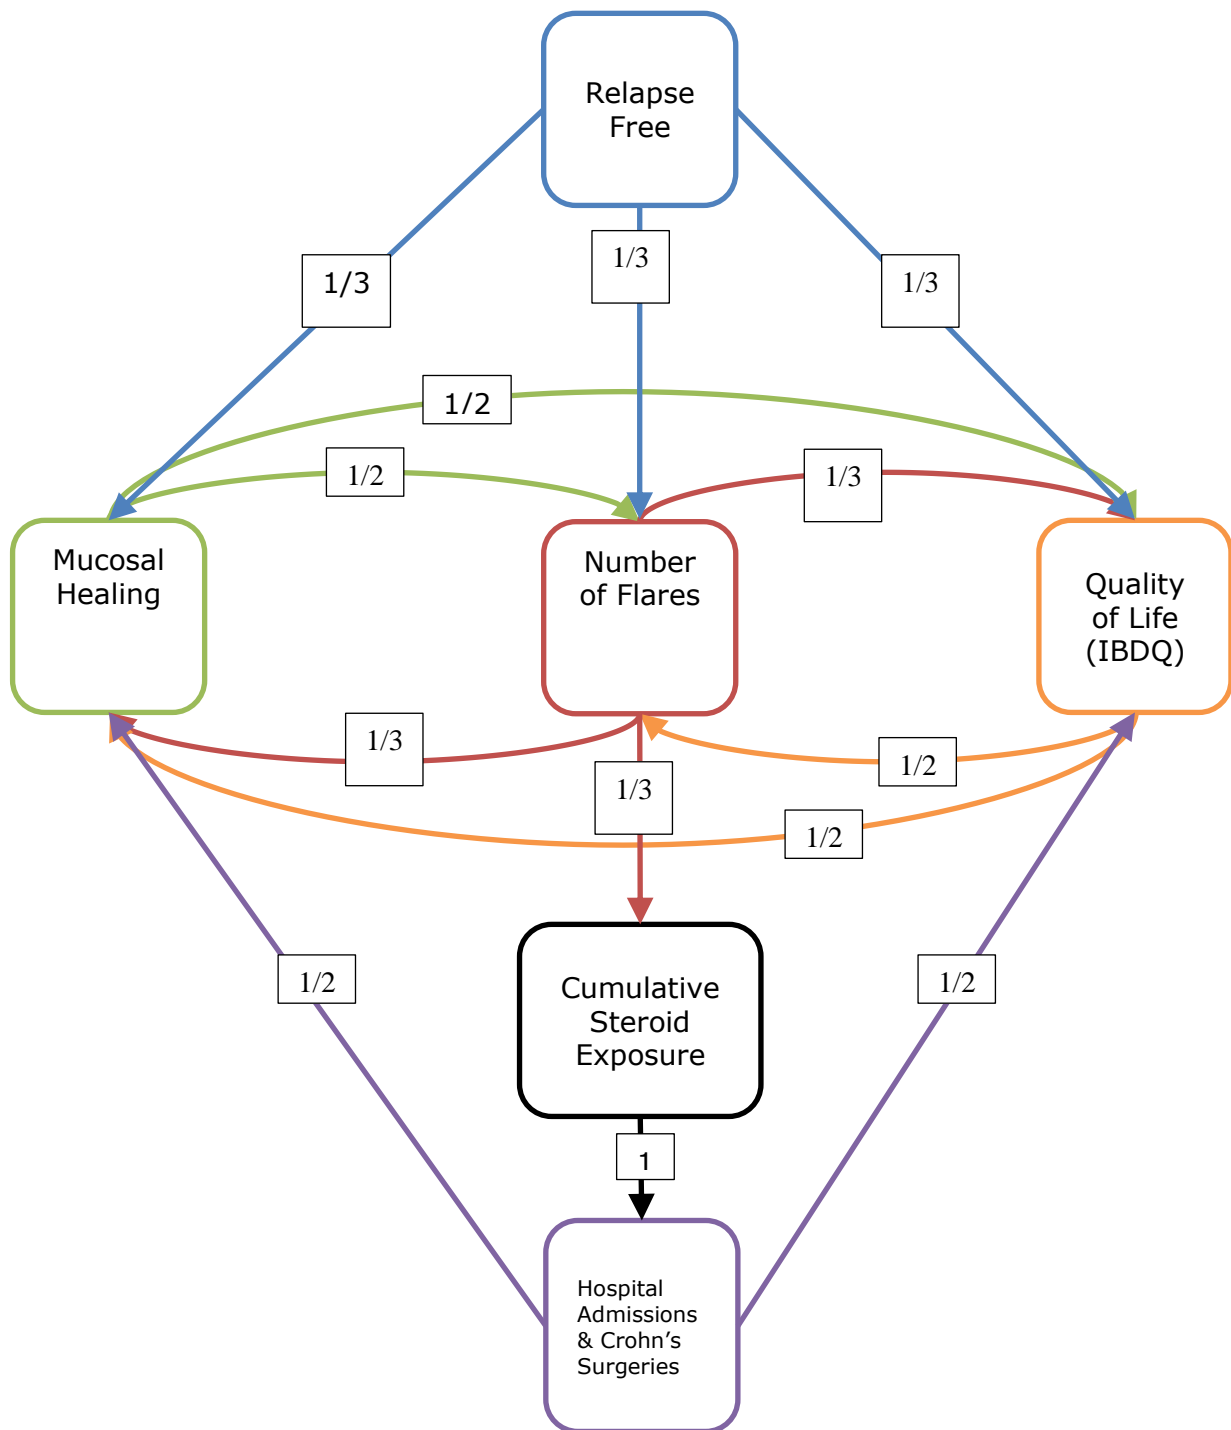 Relapse
Free
1/3
1/3
1/3
1/2
1/2
1/3
Mucosal
Healing
Number
of Flares
Quality
of Life
(IBDQ)
1/3
1/3
1/2
1/2
Cumulative
Steroid
Exposure
1/2
1/2
1
Hospital
Admissions
& Crohn’s
Surgeries